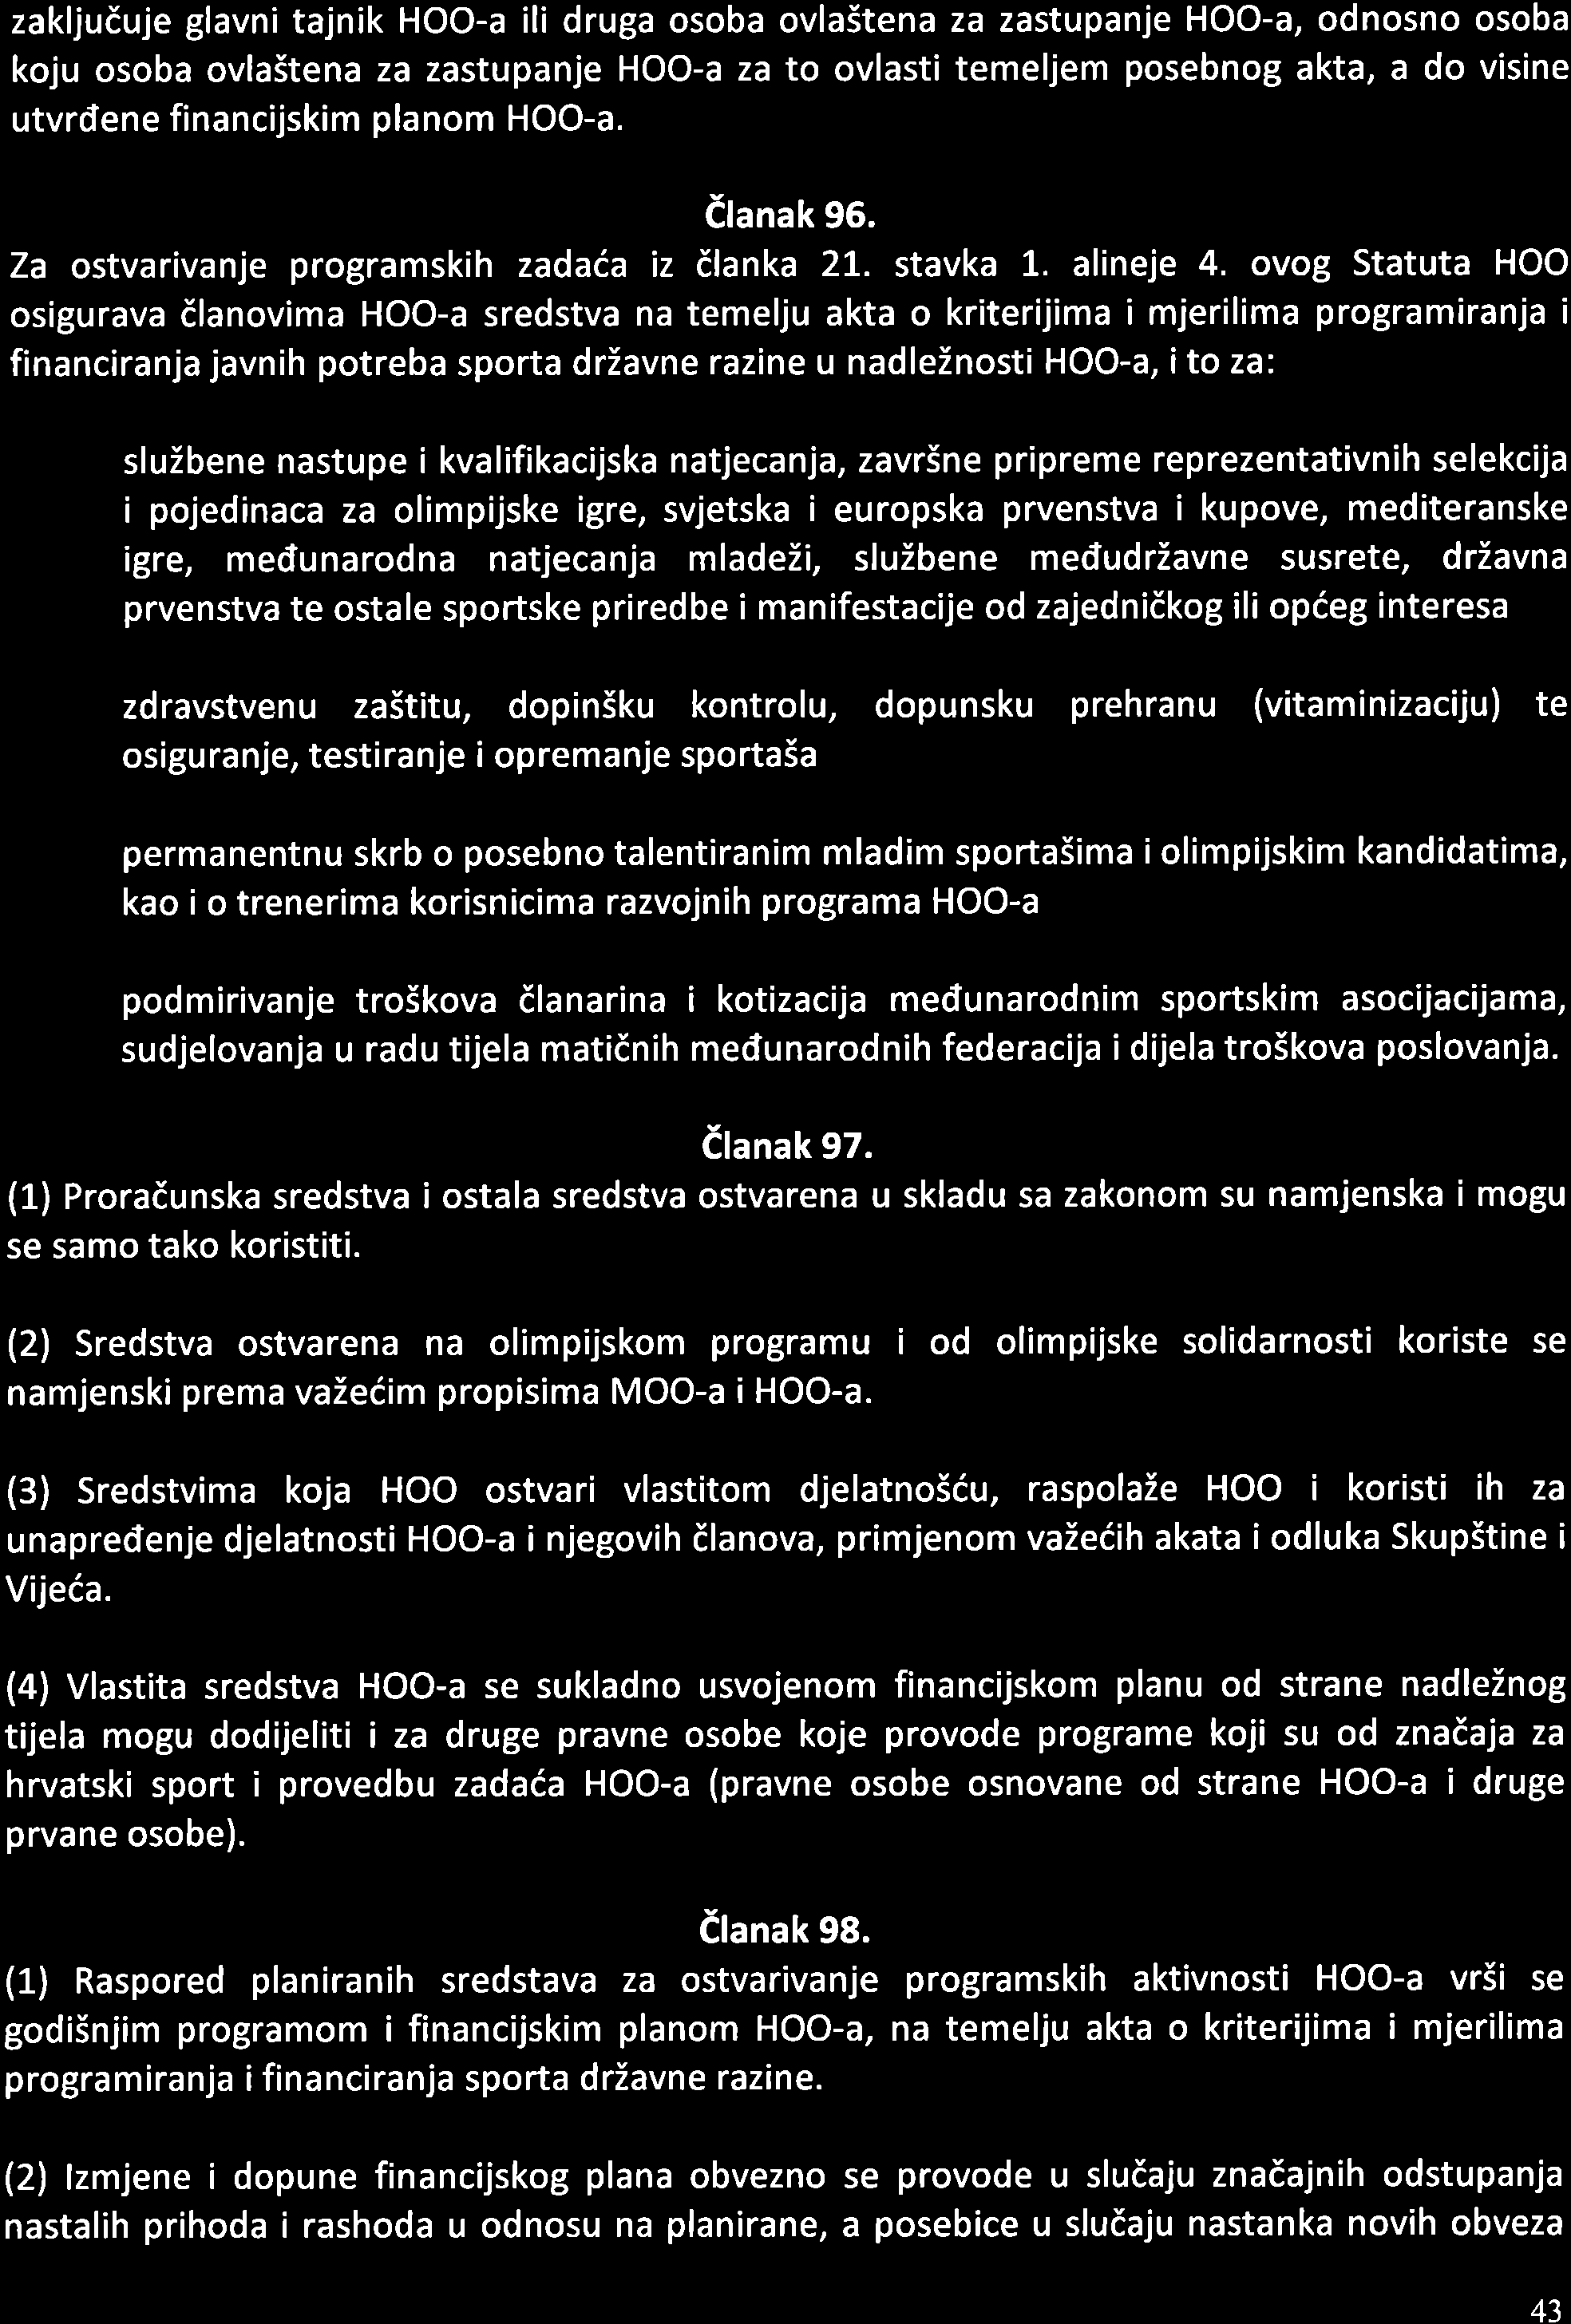 zaključuje glavni tajnik HOO-a ili druga osoba ovlaštena za zastupanje HOO-a, odnosno osoba
koju osoba ovlaštena za zastupanje HOO-a za to ovlasti temeljem posebnog akta, a do visine
utvrđene financijskim planom HOO-a.
Članak 96.
Za ostvarivanje programskih zadaća iz članka 21. stavka 1. alineje 4. ovog Statuta HOO
osigurava članovima HOO-a sredstva na temelju akta o kriterijima i mjerilima programiranja i
financiranja javnih potreba sporta državne razine u nadležnosti HOO-a, i to za:
službene nastupe i kvalifikacijska natjecanja, završne pripreme reprezentativnih selekcija
i pojedinaca za olimpijske igre, svjetska i europska prvenstva i kupove, mediteranske
igre, međunarodna natjecanja mladeži, službene međudržavne susrete, državna
prvenstva te ostale sportske priredbe i manifestacije od zajedničkog ili općeg interesa
zdravstvenu zaštitu, dopinšku kontrolu, dopunsku prehranu (vitaminizaciju) te
osiguranje, testiranje i opremanje sportaša
permanentnu skrb o posebno talentiranim mladim sportašima i olimpijskim kandidatima,
kao i o trenerima korisnicima razvojnih programa HOO-a
podmirivanje troškova članarina i kotizacija međunarodnim sportskim asocijacijama,
sudjelovanja u radu tijela matičnih međunarodnih federacija i dijela troškova poslovanja.
Članak 97.
(1) Proračunska sredstva i ostala sredstva ostvarena u skladu sa zakonom su namjenska i mogu
se samo tako koristiti.
(2) Sredstva ostvarena na olimpijskom programu i od olimpijske solidarnosti koriste se
namjenski prema važećim propisima MOO-a i HOO-a.
(3) Sredstvima koja HOO ostvari vlastitom djelatnošću, raspolaže HOO i koristi ih za
unapređenje djelatnosti HOO-a i njegovih članova, primjenom važećih akata i odluka Skupštine i
Vijeća.
(4) Vlastita sredstva HOO-a se sukladno usvojenom financijskom planu od strane nadležnog
tijela mogu dodijeliti i za druge pravne osobe koje provode programe koji su od značaja za
hrvatski sport i provedbu zadaća HOO-a (pravne osobe osnovane od strane HOO-a i druge
prvane osobe).
Članak 98.
(1) Raspored planiranih sredstava za ostvarivanje programskih aktivnosti HOO-a vrši se
godišnjim programom i financijskim planom HOO-a, na temelju akta o kriterijima i mjerilima
programiranja i financiranja sporta državne razine.
(2) Izmjene i dopune financijskog plana obvezno se provode u slučaju značajnih odstupanja
nastalih prihoda i rashoda u odnosu na planirane, a posebice u slučaju nastanka novih obveza
43